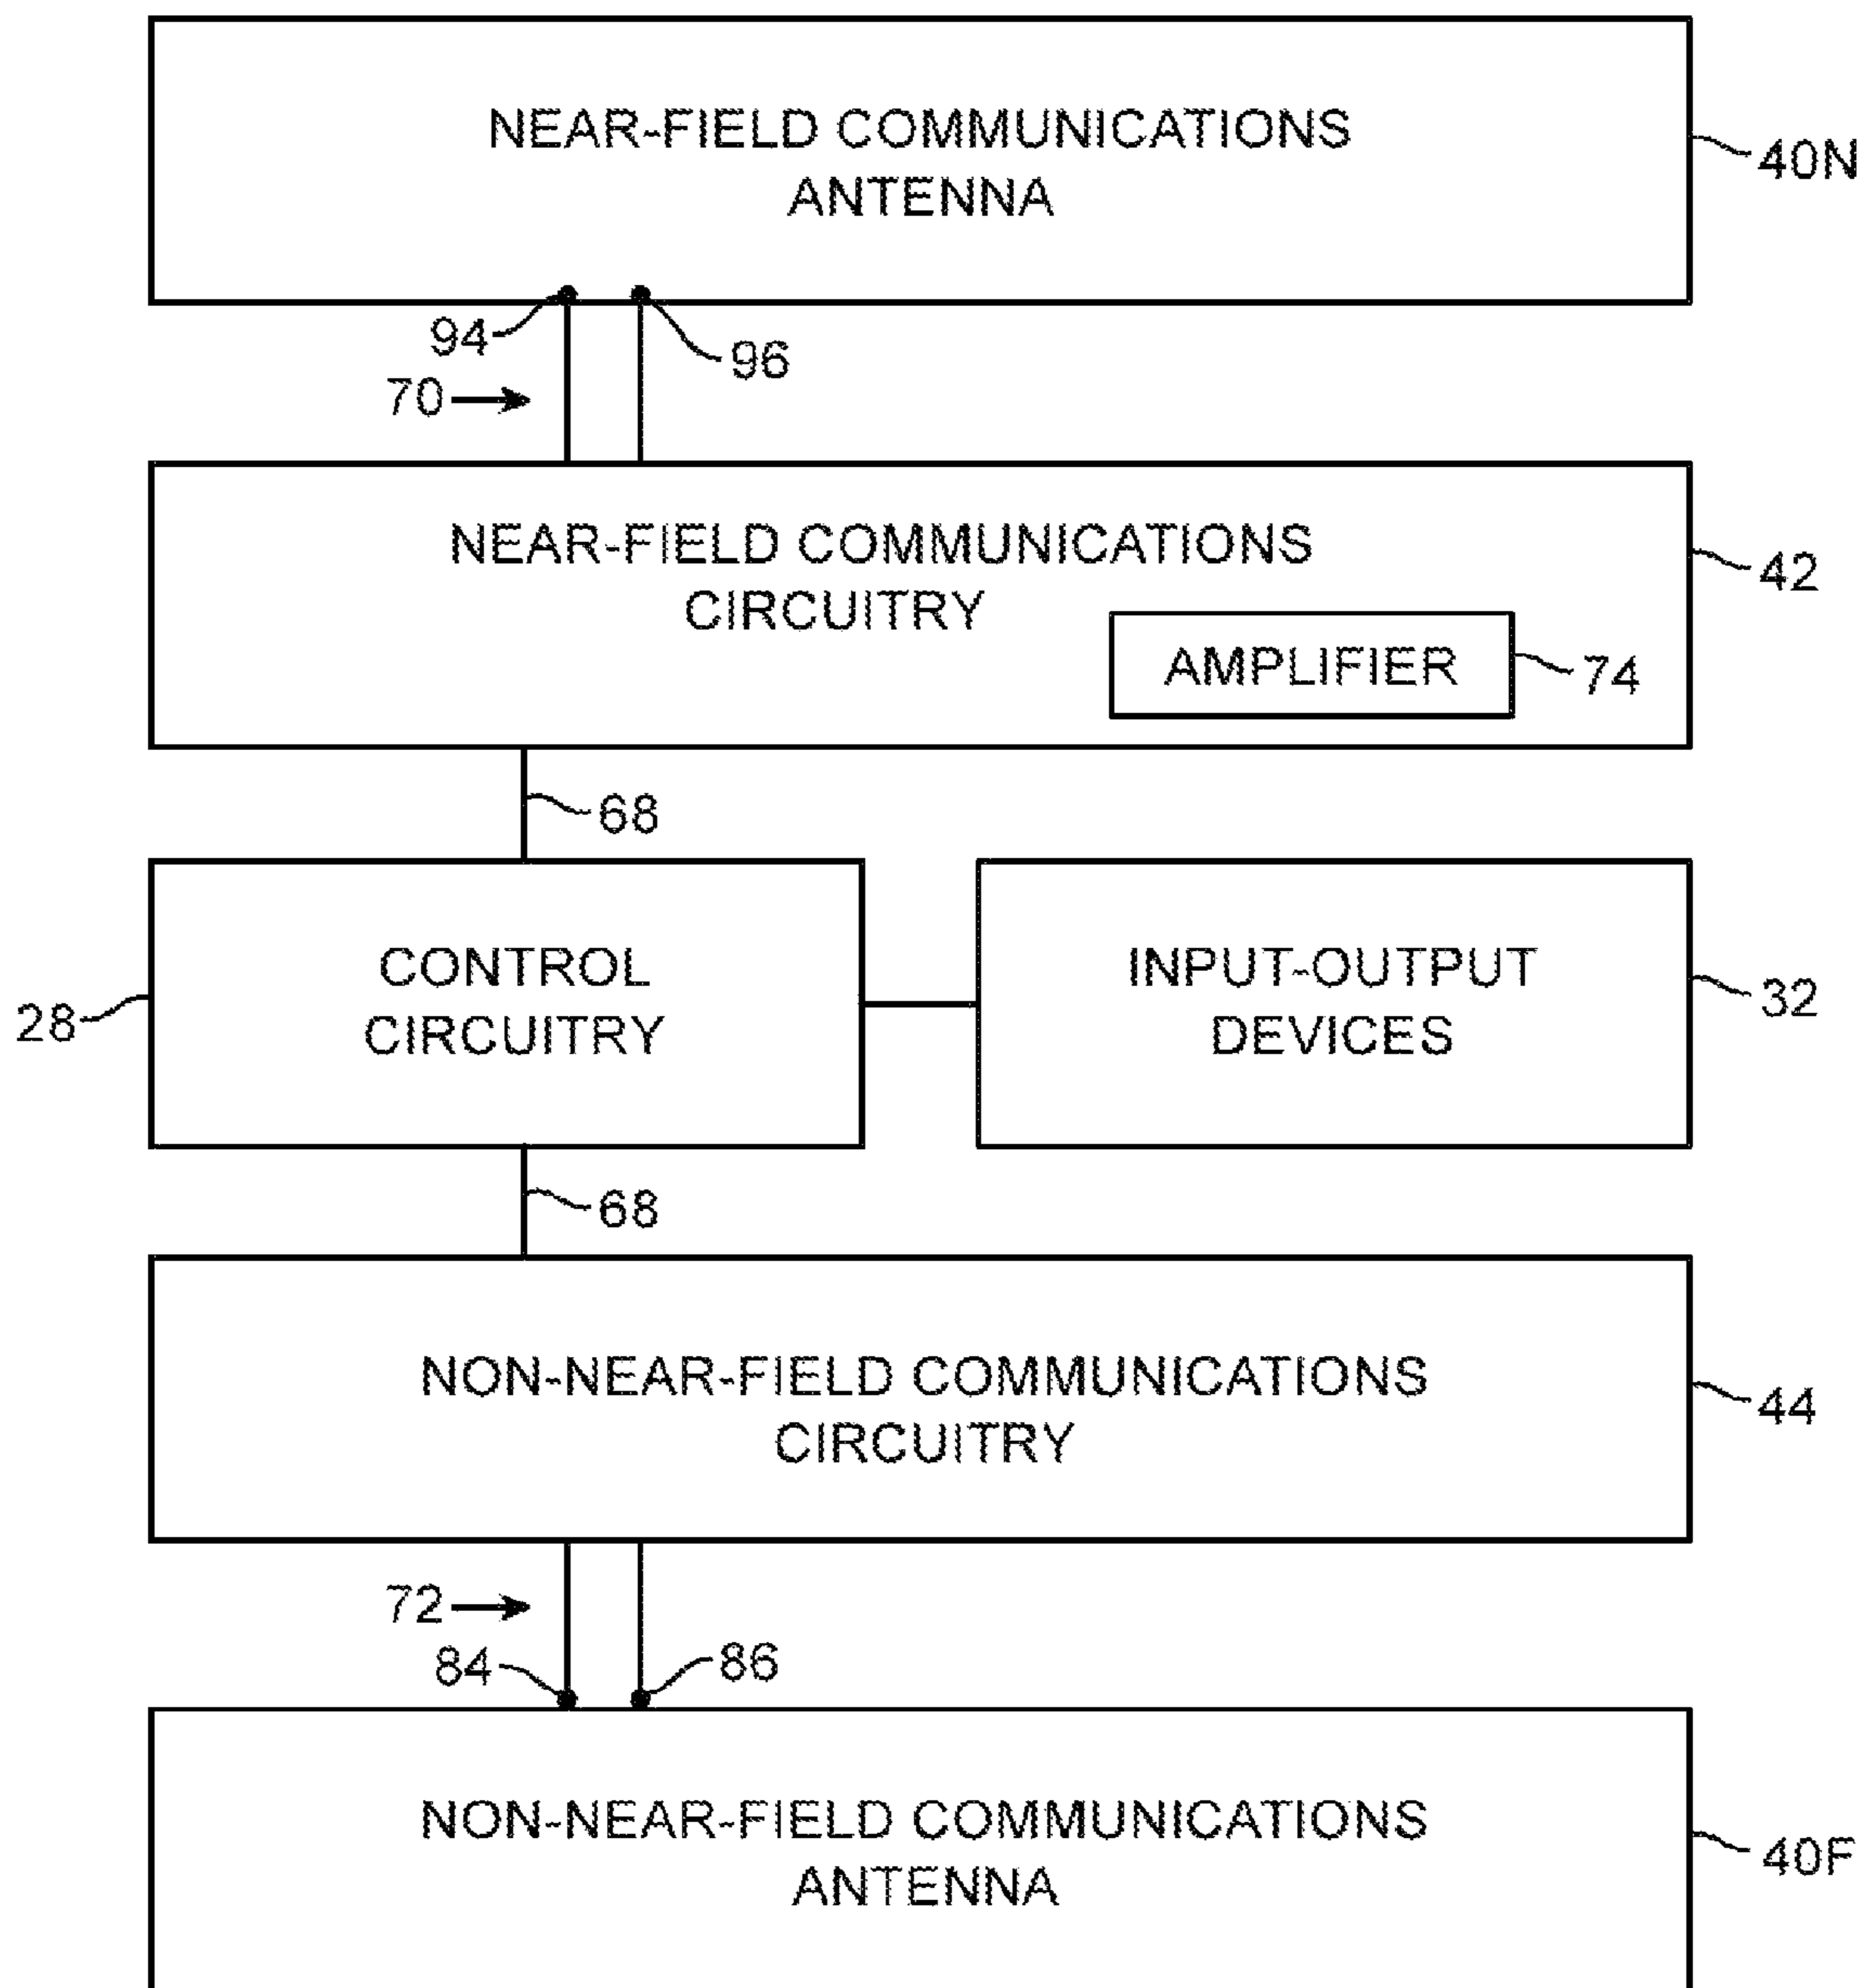 NEAR-FIELD COMMUNICATIONS
ANTENNA
40N
94
96
70
NEAR-FIELD COMMUNICATIONS
CIRCUITRY
42
AMPLIFIER
74
68
CONTROL
CIRCUITRY
28
INPUT-OUTPUT
DEVICES
32
68
NON-NEAR-FIELD COMMUNICATIONS
CIRCUITRY
44
72
84
86
NON-NEAR-FIELD COMMUNICATIONS
ANTENNA
40F